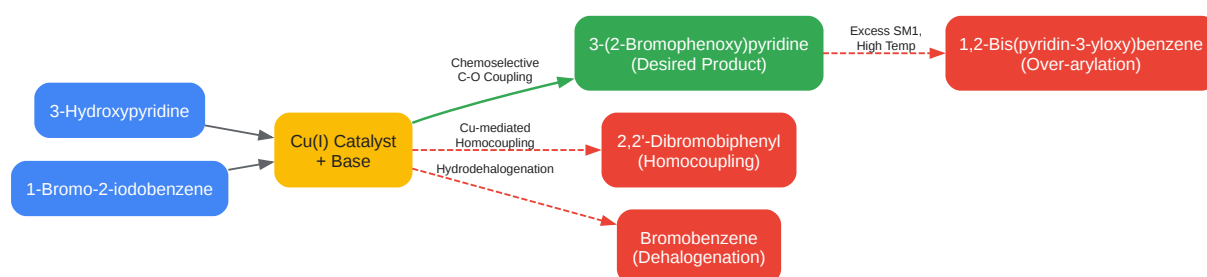 3-Hydroxypyridine
1-Bromo-2-iodobenzene
Cu(I) Catalyst
+ Base
Chemoselective
C-O Coupling
Cu-mediated
Homocoupling
Hydrodehalogenation
3-(2-Bromophenoxy)pyridine
(Desired Product)
2,2'-Dibromobiphenyl
(Homocoupling)
Bromobenzene
(Dehalogenation)
Excess SM1,
High Temp
1,2-Bis(pyridin-3-yloxy)benzene
(Over-arylation)